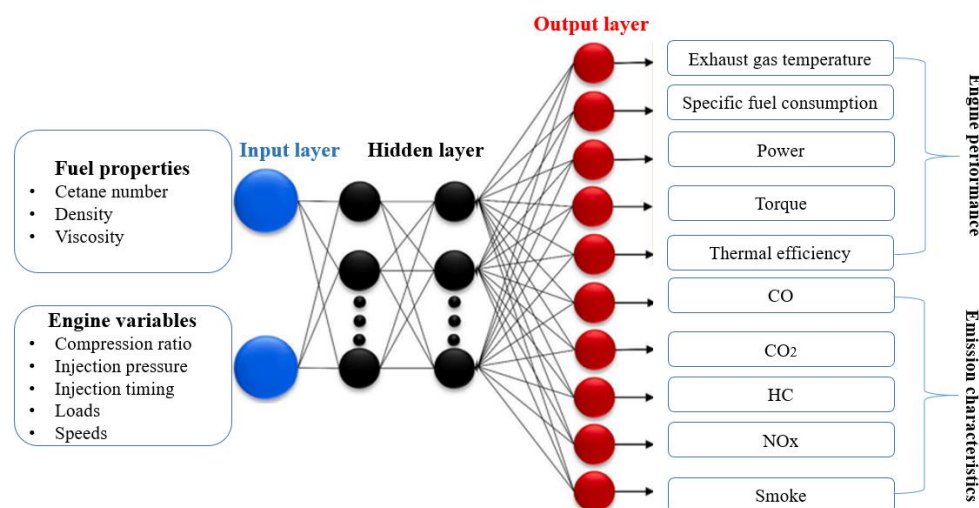 Output layer
Fuel properties
• Cetane number
• Density
• Viscosity
Engine variables
• Compression ratio
• Injection pressure
• Injection timing
• Loads
• Speeds
Input layer
Hidden layer
Exhaust gas temperature
Specific fuel consumption
Power
Torque
Thermal efficiency
CO
CO2
HC
NOx
Smoke
Engine performance
Emission characteristics